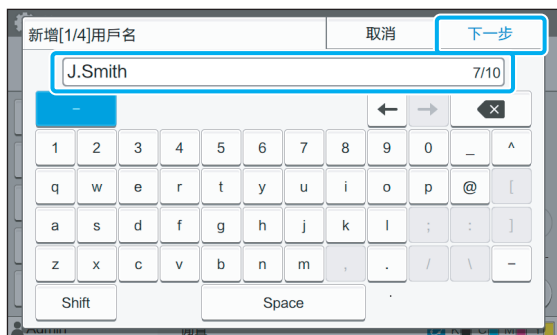 新增[1/4]用戶名 取消 下一步
J.Smith 7/10
–
1 2 3 4 5 6 7 8 9 0 _ ^
q w e r t y u i o p @ [
a s d f g h j k l ; : ]
z x c v b n m , . / \ –
Shift Space
Admin